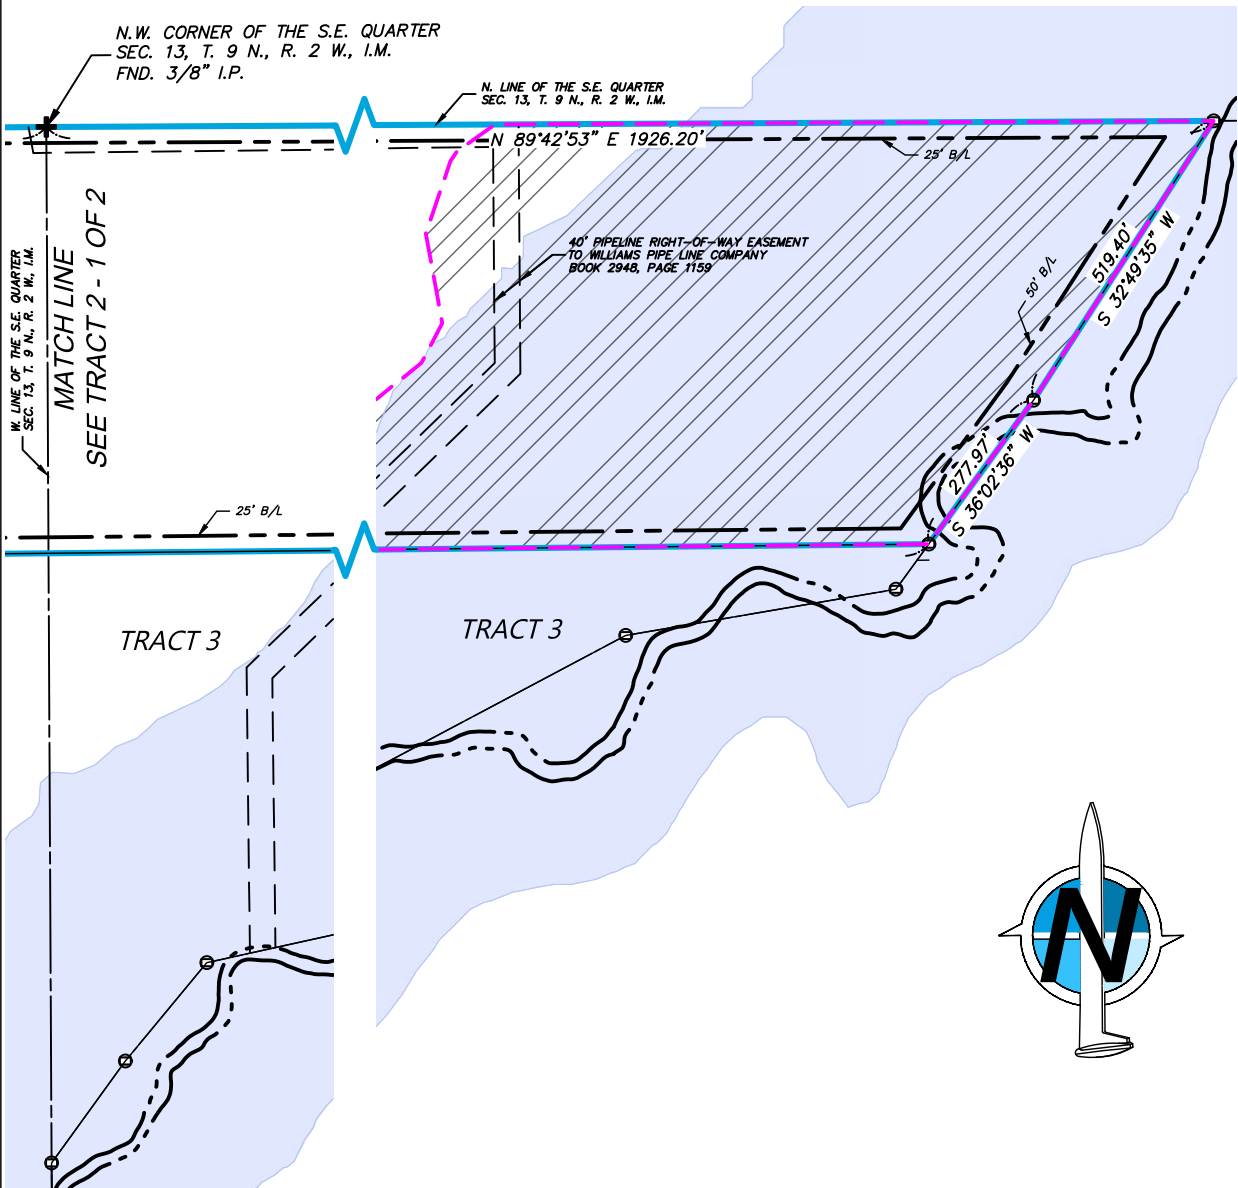 N.W. CORNER OF THE S.E. QUARTER
SEC. 13, T. 9 N., R. 2 W., I.M.
FND. 3/8" I.P.
N. LINE OF THE S.E. QUARTER
SEC. 13, T. 9 N., R. 2 W., I.M.
N 89°42'53" E 1926.20'
25' B/L
40' PIPELINE RIGHT-OF-WAY EASEMENT
TO WILLIAMS PIPE LINE COMPANY
BOOK 2948, PAGE 1159
W. LINE OF THE S.E. QUARTER
SEC. 13, T. 9 N., R. 2 W., I.M.
MATCH LINE
SEE TRACT 2 - 1 OF 2
50' B/L
519.40'
S 32°49'35" W
277.97'
S 36°02'36" W
25' B/L
TRACT 3
TRACT 3
N